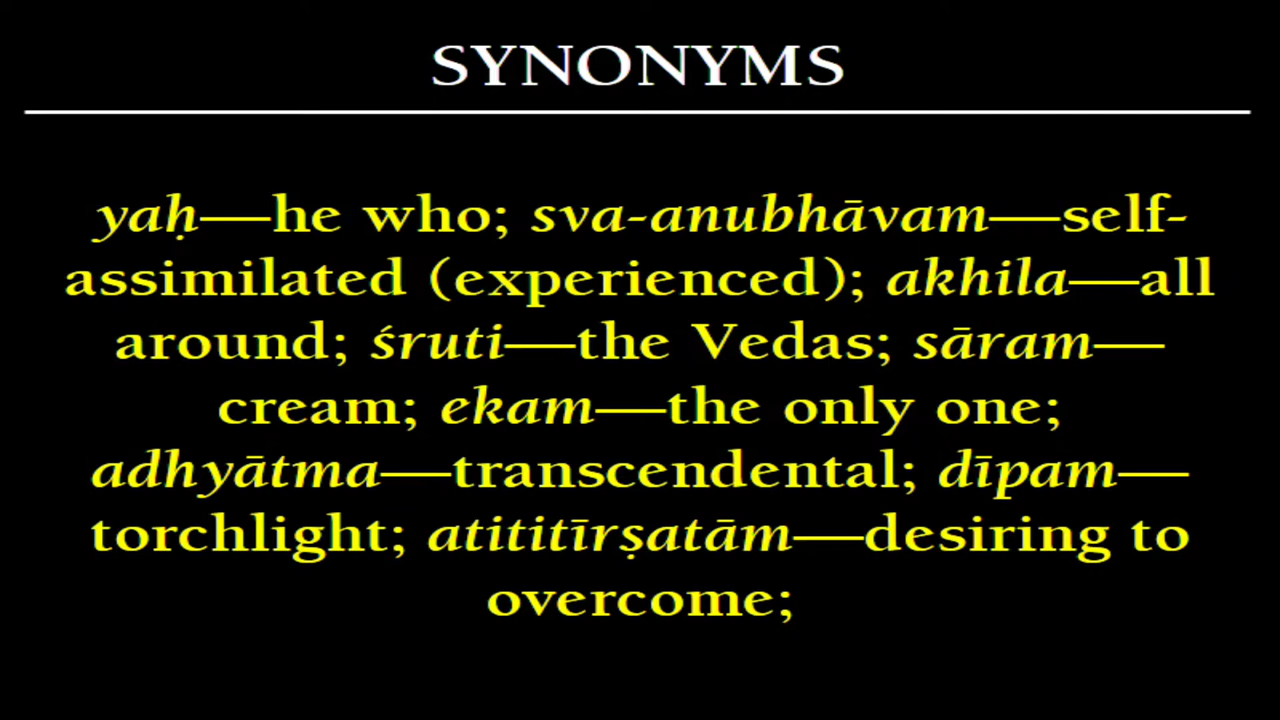 SYNONYMS
yaḥ—he who; sva-anubhāvam—self-
assimilated (experienced); akhila—all
around; śruti—the Vedas; sāram—
cream; ekam—the only one;
adhyātma—transcendental; dīpam—
torchlight; atititīrṣatām—desiring to
overcome;